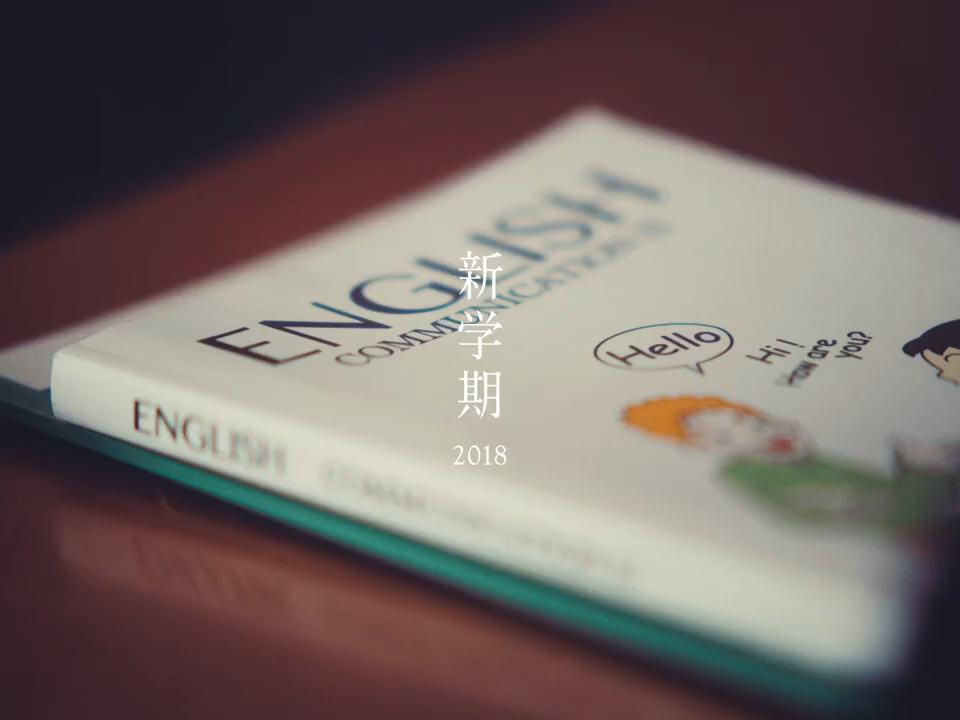 ENGLISH
COMMUNICATION
新学期
2018
Hello
Hi!
How are
you?
ENGLISH